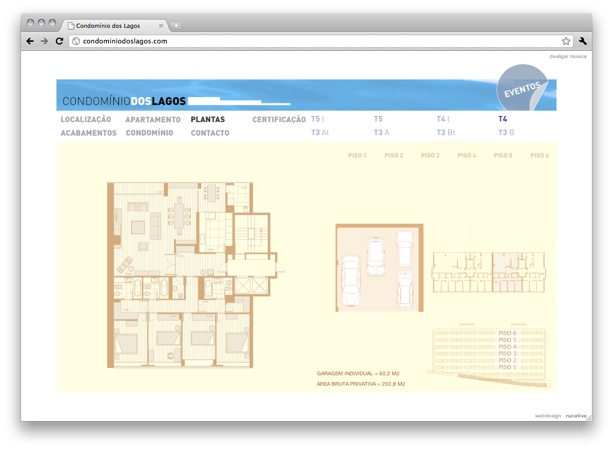 Condomínio dos Lagos
condominiodoslagos.com
desligar música
CONDOMÍNIODOSLAGOS
EVENTOS
LOCALIZAÇÃO APARTAMENTO PLANTAS CERTIFICAÇÃO T5 t T5 T4 t T4
ACABAMENTOS CONDOMÍNIO CONTACTO T3 At T3 A T3 Bt T3 B
PISO 1 PISO 2 PISO 3 PISO 4 PISO 5 PISO 6
PISO 6
PISO 5
PISO 4
PISO 3
PISO 2
PISO 1
GARAGEM INDIVIDUAL = 60,2 M2
ÁREA BRUTA PRIVATIVA = 202,8 M2
webdesign rucativa